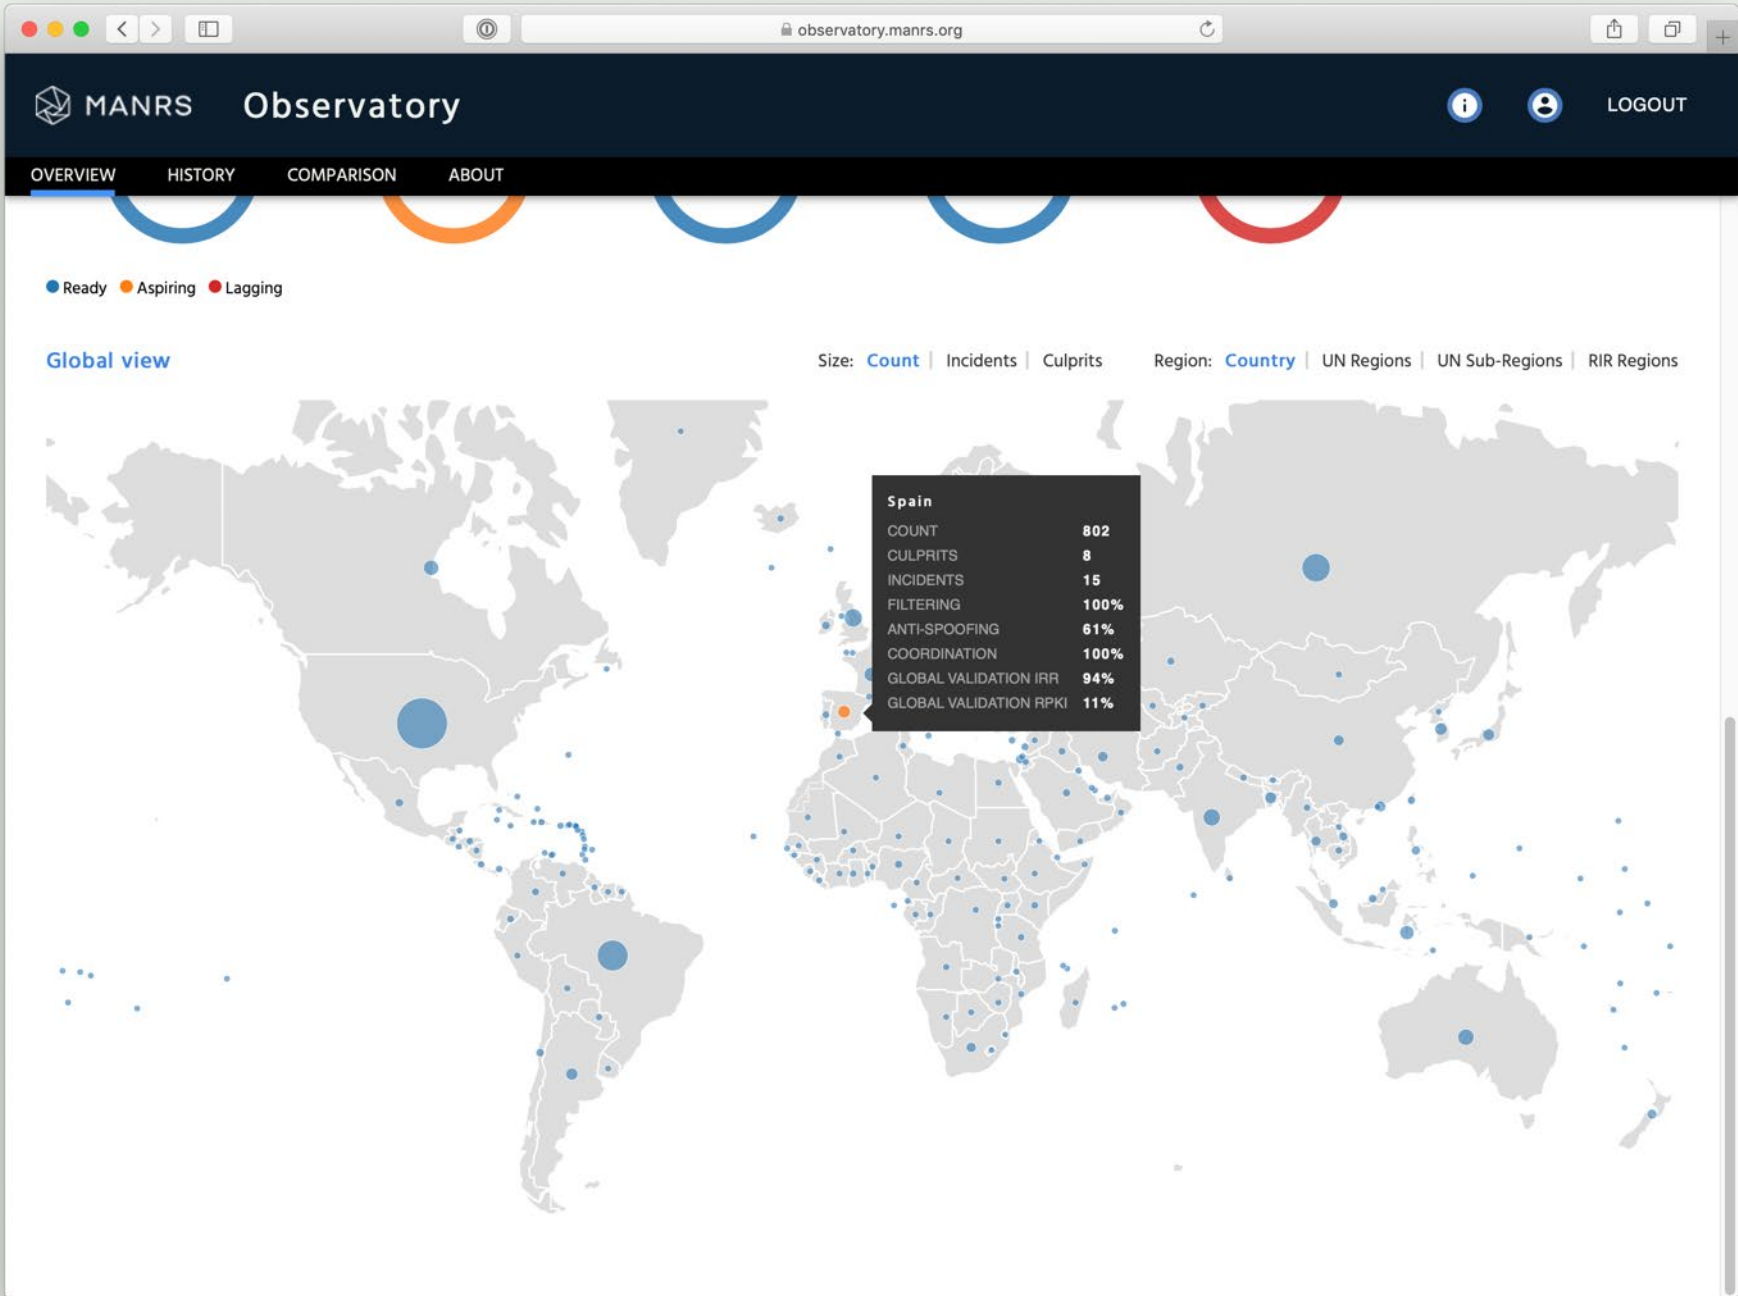 observatory.manrs.org
MANRS Observatory LOGOUT
OVERVIEW HISTORY COMPARISON ABOUT
Ready Aspiring Lagging
Global view Size: Count | Incidents | Culprits Region: Country | UN Regions | UN Sub-Regions | RIR Regions
Spain
COUNT 802
CULPRITS 8
INCIDENTS 15
FILTERING 100%
ANTI-SPOOFING 61%
COORDINATION 100%
GLOBAL VALIDATION IRR 94%
GLOBAL VALIDATION RPKI 11%